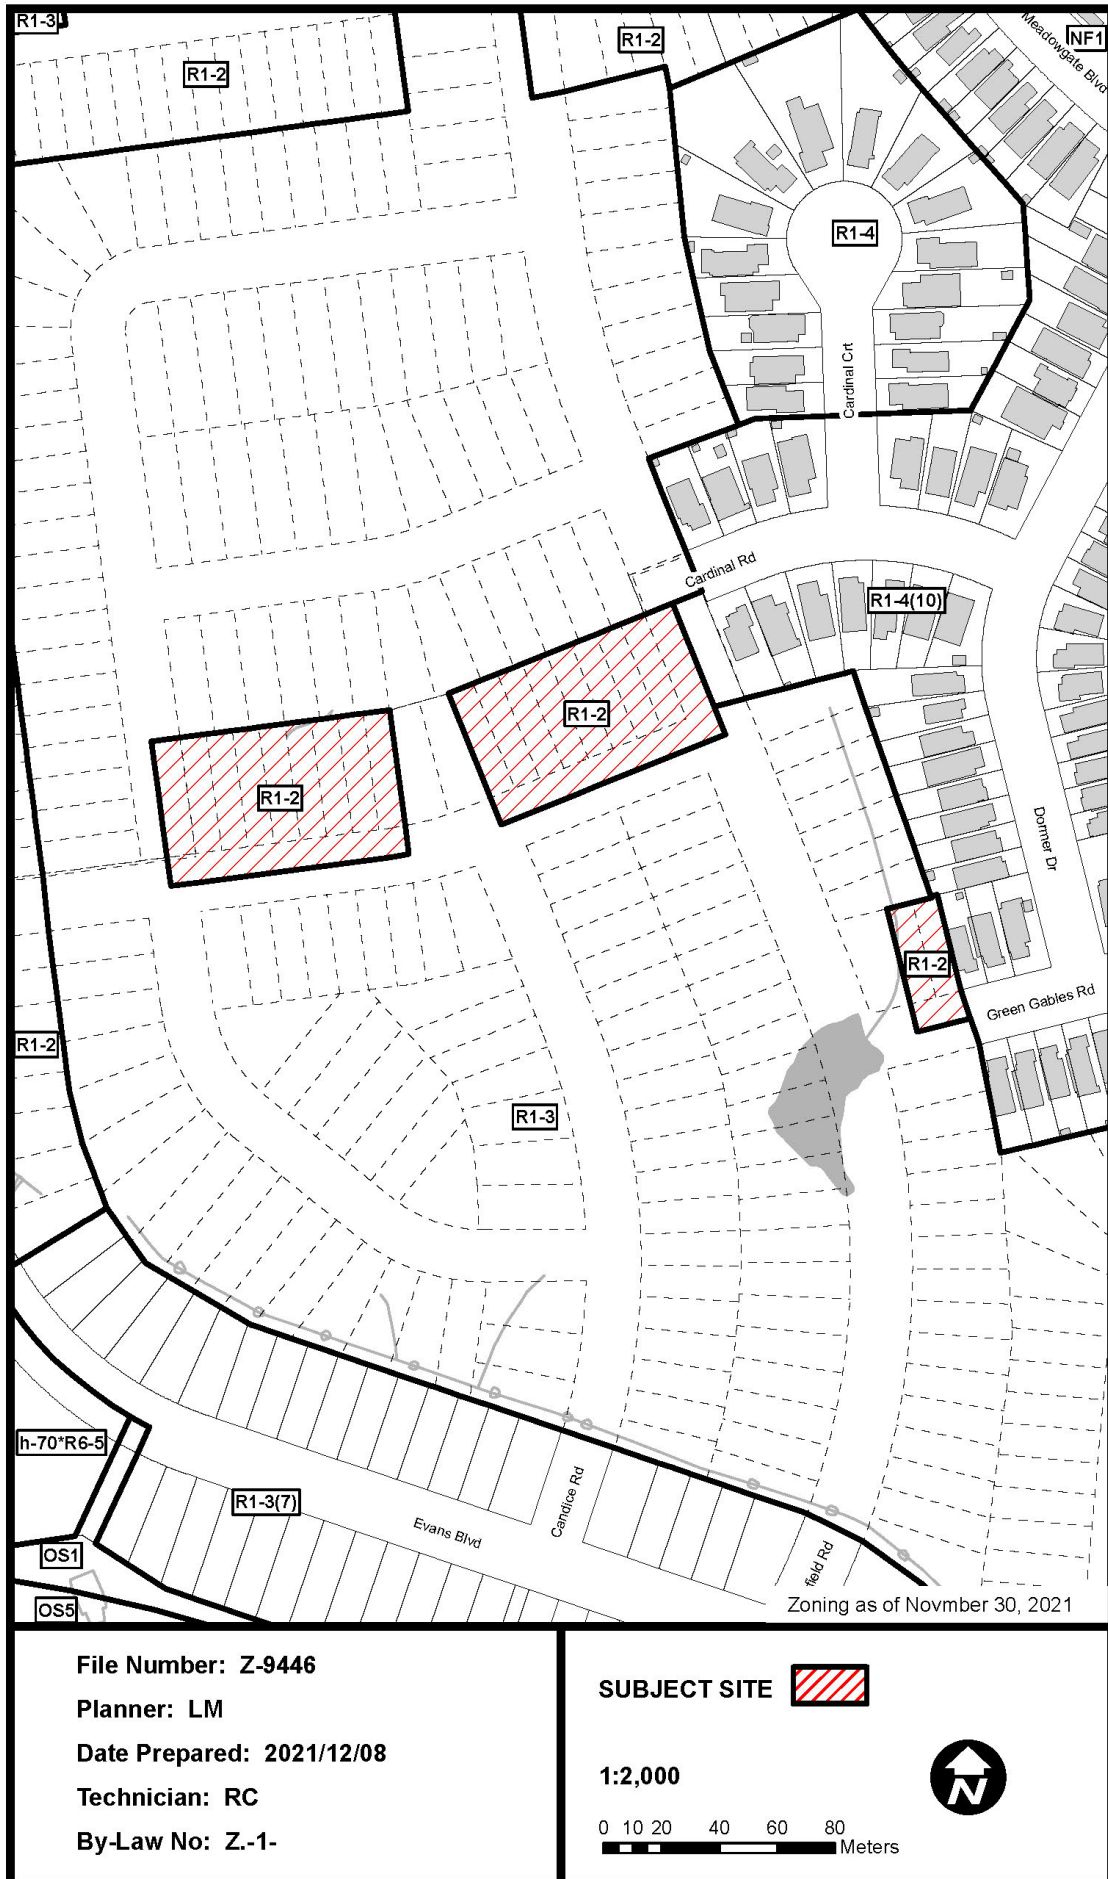 R1-3
R1-2
R1-2
NF1
Meadowgate Blvd
R1-4
Cardinal Crt
Cardinal Rd
R1-4(10)
R1-2
R1-2
Dormer Dr
R1-2
Green Gables Rd
R1-2
R1-3
h-70*R6-5
R1-3(7)
Evans Blvd
Candice Rd
field Rd
OS1
OS5
Zoning as of Novmber 30, 2021
File Number: Z-9446
Planner: LM
Date Prepared: 2021/12/08
Technician: RC
By-Law No: Z.-1-
SUBJECT SITE
1:2,000
N
0 10 20 40 60 80
Meters